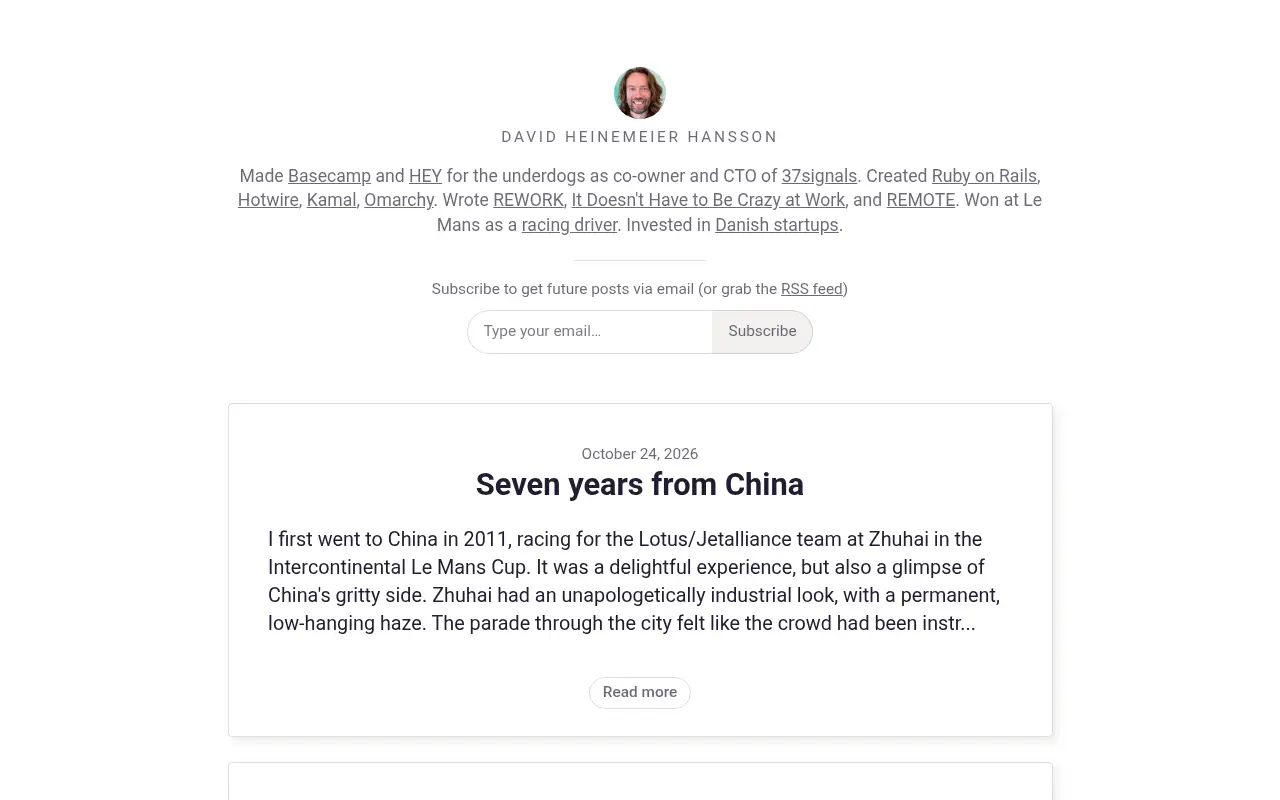 DAVID HEINEMEIER HANSSON
Made Basecamp and HEY for the underdogs as co-owner and CTO of 37signals. Created Ruby on Rails,
Hotwire, Kamal, Omarchy. Wrote REWORK, It Doesn't Have to Be Crazy at Work, and REMOTE. Won at Le
Mans as a racing driver. Invested in Danish startups.
Subscribe to get future posts via email (or grab the RSS feed)
Type your email… Subscribe
October 24, 2026
Seven years from China
I first went to China in 2011, racing for the Lotus/Jetalliance team at Zhuhai in the
Intercontinental Le Mans Cup. It was a delightful experience, but also a glimpse of
China's gritty side. Zhuhai had an unapologetically industrial look, with a permanent,
low-hanging haze. The parade through the city felt like the crowd had been instr...
Read more